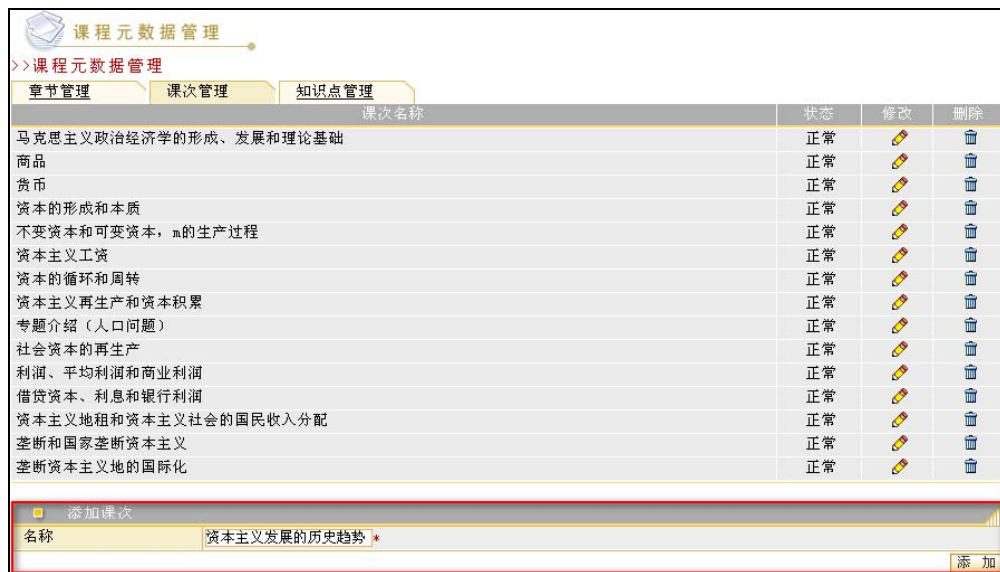 课程元数据管理
>>课程元数据管理
章节管理 课次管理 知识点管理
课次名称 状态 修改 删除
马克思主义政治经济学的形成、发展和理论基础 正常
商品 正常
货币 正常
资本的形成和本质 正常
不变资本和可变资本，m的生产过程 正常
资本主义工资 正常
资本的循环和周转 正常
资本主义再生产和资本积累 正常
专题介绍（人口问题） 正常
社会资本的再生产 正常
利润、平均利润和商业利润 正常
借贷资本、利息和银行利润 正常
资本主义地租和资本主义社会的国民收入分配 正常
垄断和国家垄断资本主义 正常
垄断资本主义地的国际化 正常
添加课次
名称 资本主义发展的历史趋势 *
添 加